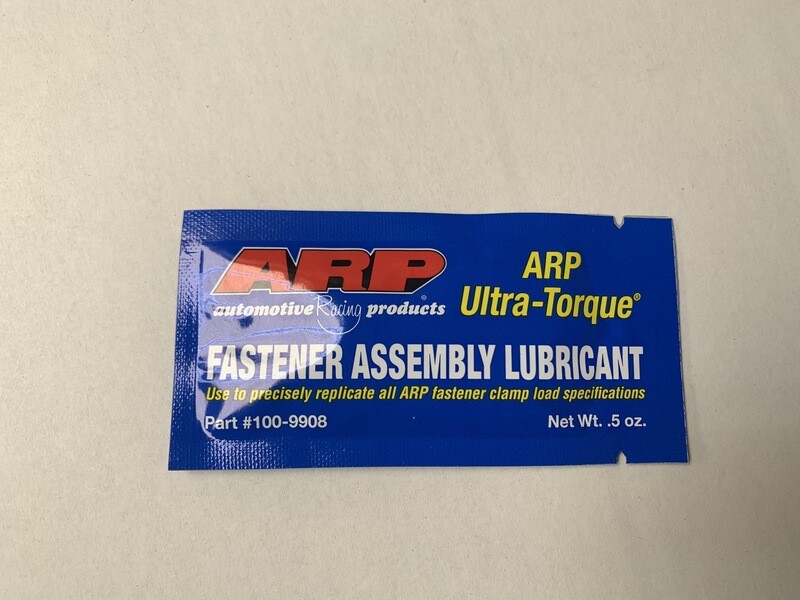 ARP
automotive Racing products®
ARP
Ultra-Torque®
FASTENER ASSEMBLY LUBRICANT
Use to precisely replicate all ARP fastener clamp load specifications
Part #100-9908
Net Wt. .5 oz.